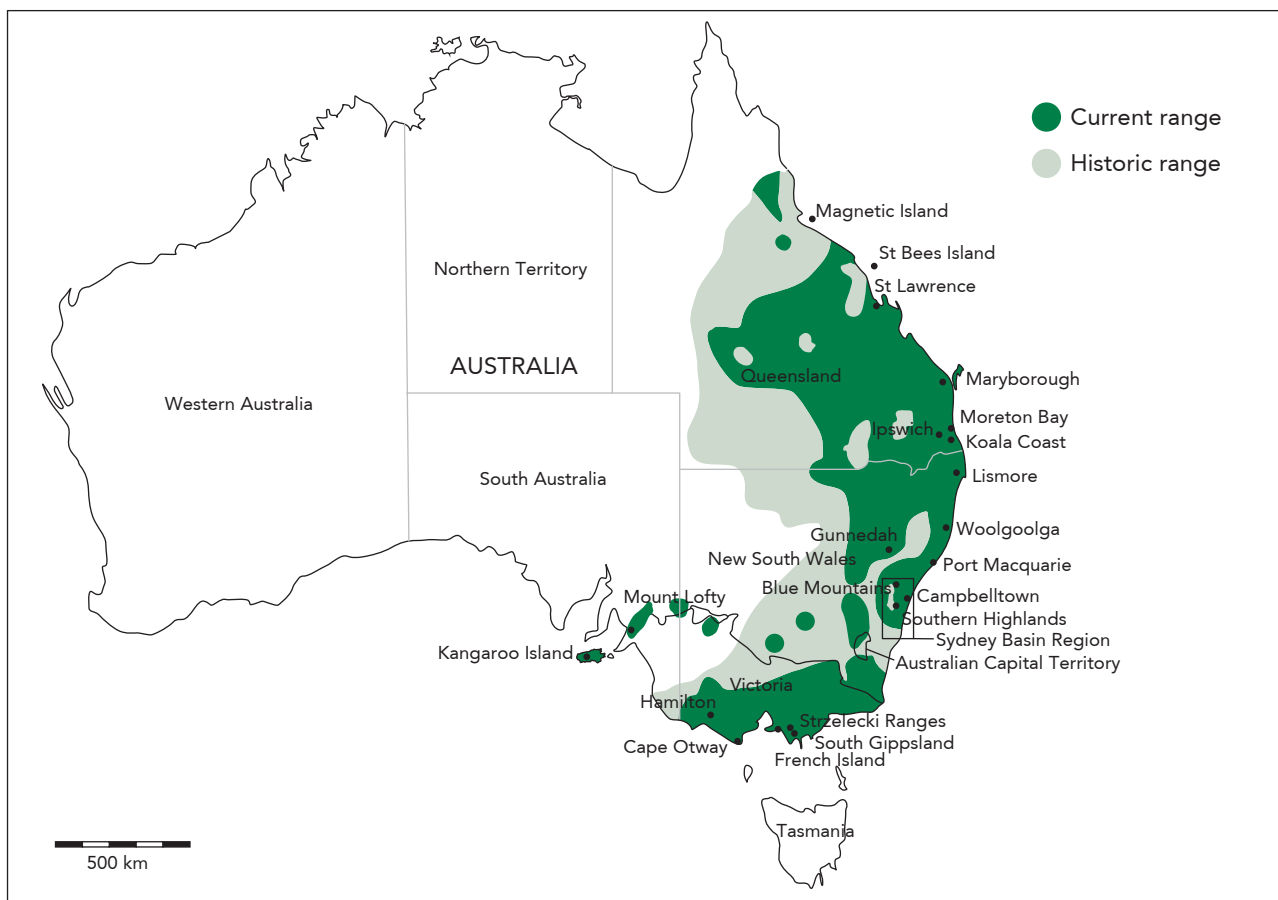 Current range
Historic range
Magnetic Island
St Bees Island
Northern Territory
St Lawrence
AUSTRALIA
Queensland
Maryborough
Western Australia
Moreton Bay
Ipswich
Koala Coast
South Australia
Lismore
Woolgoolga
Gunnedah
New South Wales
Port Macquarie
Blue Mountains
Mount Lofty
Campbelltown
Southern Highlands
Sydney Basin Region
Kangaroo Island
Australian Capital Territory
Victoria
Hamilton
Strzelecki Ranges
Cape Otway
South Gippsland
French Island
Tasmania
500 km